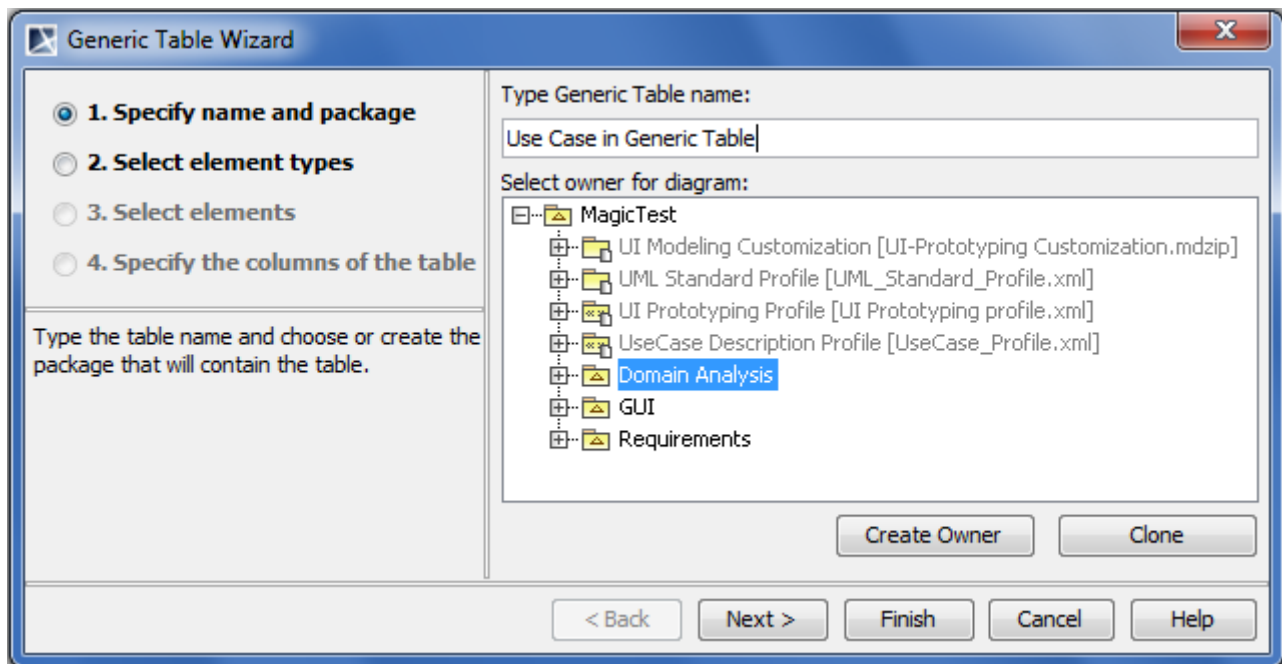 Generic Table Wizard
1. Specify name and package
2. Select element types
3. Select elements
4. Specify the columns of the table
Type the table name and choose or create the
package that will contain the table.
Type Generic Table name:
Use Case in Generic Table
Select owner for diagram:
MagicTest
UI Modeling Customization [UI-Prototyping Customization.mdzip]
UML Standard Profile [UML_Standard_Profile.xml]
UI Prototyping Profile [UI Prototyping profile.xml]
UseCase Description Profile [UseCase_Profile.xml]
Domain Analysis
GUI
Requirements
Create Owner Clone
< Back Next > Finish Cancel Help